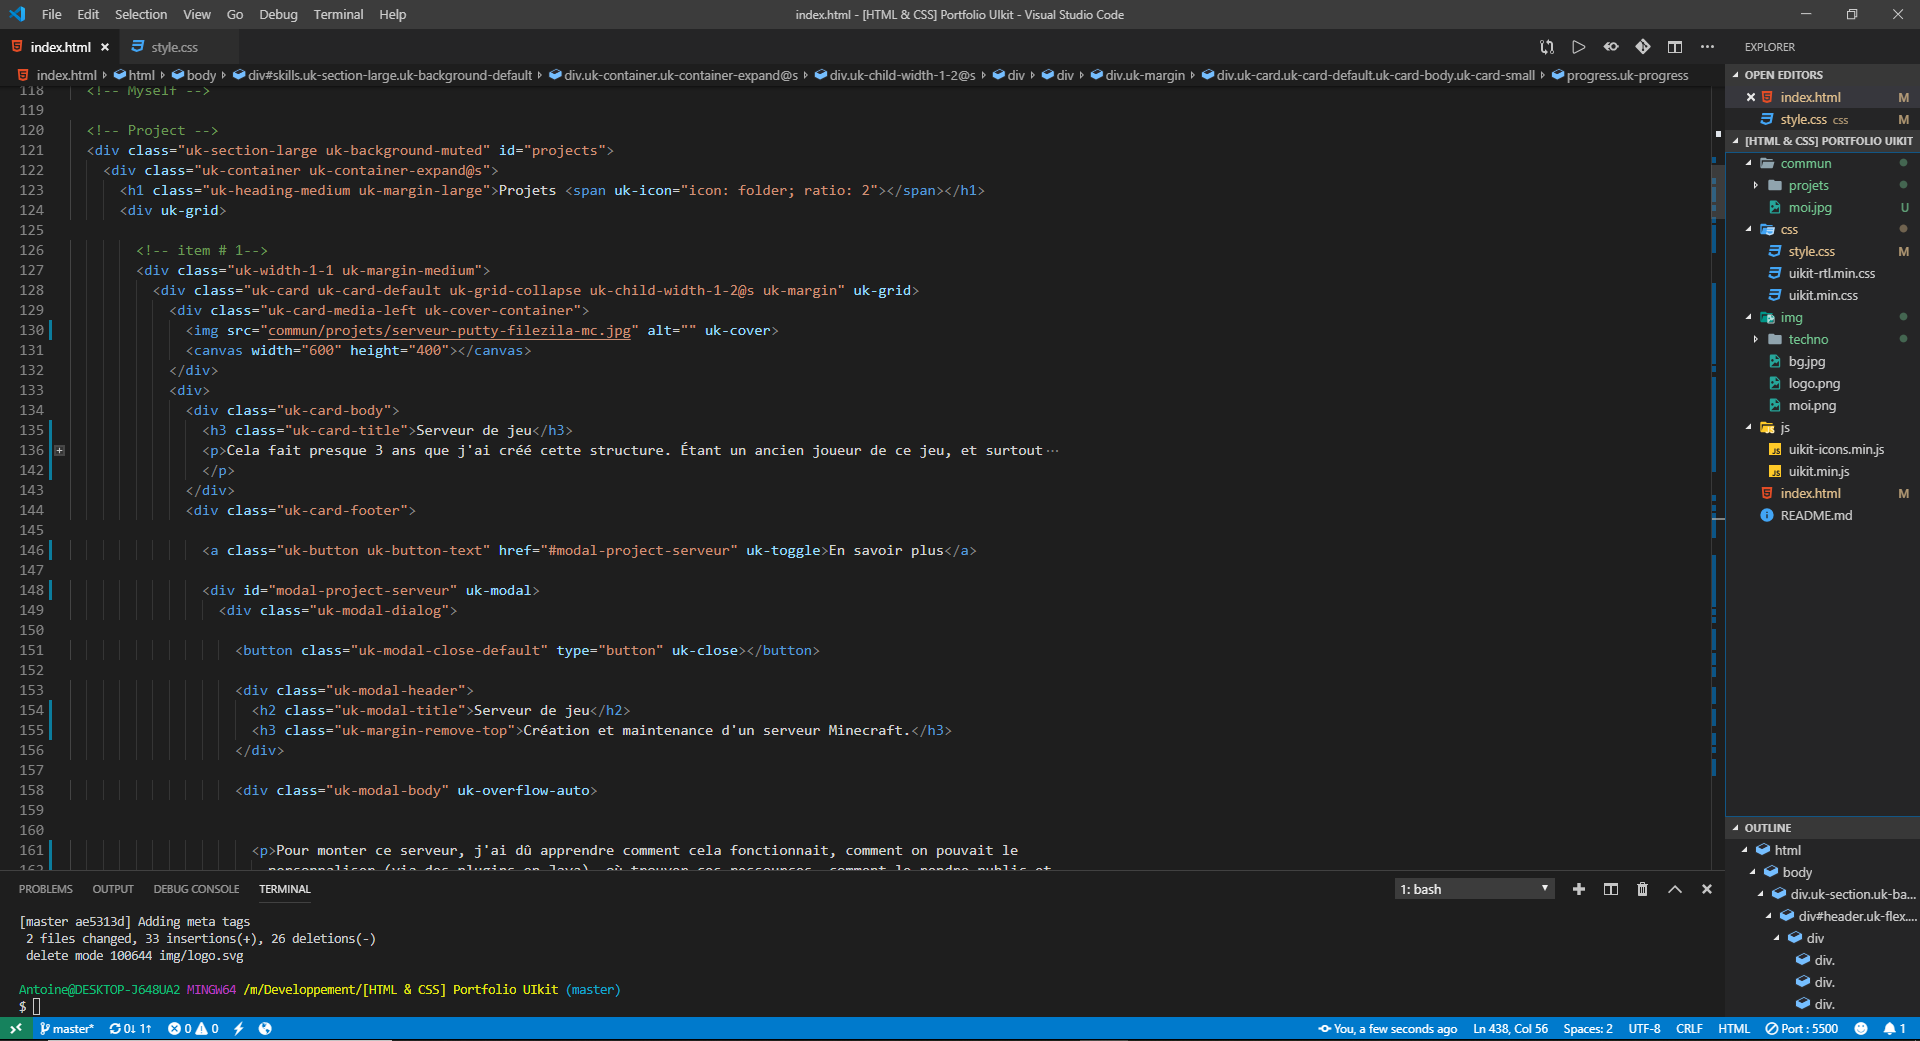 File Edit Selection View Go Debug Terminal Help
index.html - [HTML & CSS] Portfolio UIkit - Visual Studio Code
index.html × style.css
index.html html body div#skills.uk-section-large.uk-background-default div.uk-container.uk-container-expand@s div.uk-child-width-1-2@s div div div.uk-margin div.uk-card.uk-card-default.uk-card-body.uk-card-small progress.uk-progress
118 <!-- Myself -->
119
120 <!-- Project -->
121 <div class="uk-section-large uk-background-muted" id="projects">
122 <div class="uk-container uk-container-expand@s">
123 <h1 class="uk-heading-medium uk-margin-large">Projets <span uk-icon="icon: folder; ratio: 2"></span></h1>
124 <div uk-grid>
125
126 <!-- item # 1-->
127 <div class="uk-width-1-1 uk-margin-medium">
128 <div class="uk-card uk-card-default uk-grid-collapse uk-child-width-1-2@s uk-margin" uk-grid>
129 <div class="uk-card-media-left uk-cover-container">
130 <img src="commun/projets/serveur-putty-filezila-mc.jpg" alt="" uk-cover>
131 <canvas width="600" height="400"></canvas>
132 </div>
133 <div>
134 <div class="uk-card-body">
135 <h3 class="uk-card-title">Serveur de jeu</h3>
136 <p>Cela fait presque 3 ans que j'ai créé cette structure. Étant un ancien joueur de ce jeu, et surtout ···
142 </p>
143 </div>
144 <div class="uk-card-footer">
145
146 <a class="uk-button uk-button-text" href="#modal-project-serveur" uk-toggle>En savoir plus</a>
147
148 <div id="modal-project-serveur" uk-modal>
149 <div class="uk-modal-dialog">
150
151 <button class="uk-modal-close-default" type="button" uk-close></button>
152
153 <div class="uk-modal-header">
154 <h2 class="uk-modal-title">Serveur de jeu</h2>
155 <h3 class="uk-margin-remove-top">Création et maintenance d'un serveur Minecraft.</h3>
156 </div>
157
158 <div class="uk-modal-body" uk-overflow-auto>
159
160
161 <p>Pour monter ce serveur, j'ai dû apprendre comment cela fonctionnait, comment on pouvait le
162 personnaliser (via des plugins en Java), où trouver ces ressources, comment le rendre public et
PROBLEMS OUTPUT DEBUG CONSOLE TERMINAL
1: bash
[master ae5313d] Adding meta tags
2 files changed, 33 insertions(+), 26 deletions(-)
delete mode 100644 img/logo.svg
Antoine@DESKTOP-J648UA2 MINGW64 /m/Developpement/[HTML & CSS] Portfolio UIkit (master)
$
EXPLORER
OPEN EDITORS
× index.html M
style.css css M
[HTML & CSS] PORTFOLIO UIKIT
commun
projets
moi.jpg U
css
style.css M
uikit-rtl.min.css
uikit.min.css
img
techno
bg.jpg
logo.png
moi.png
js
uikit-icons.min.js
uikit.min.js
index.html M
README.md
OUTLINE
html
body
div.uk-section.uk-ba...
div#header.uk-flex....
div
div.
div.
div.
master* 0↓ 1↑ 0 0
You, a few seconds ago Ln 438, Col 56 Spaces: 2 UTF-8 CRLF HTML Port : 5500 1